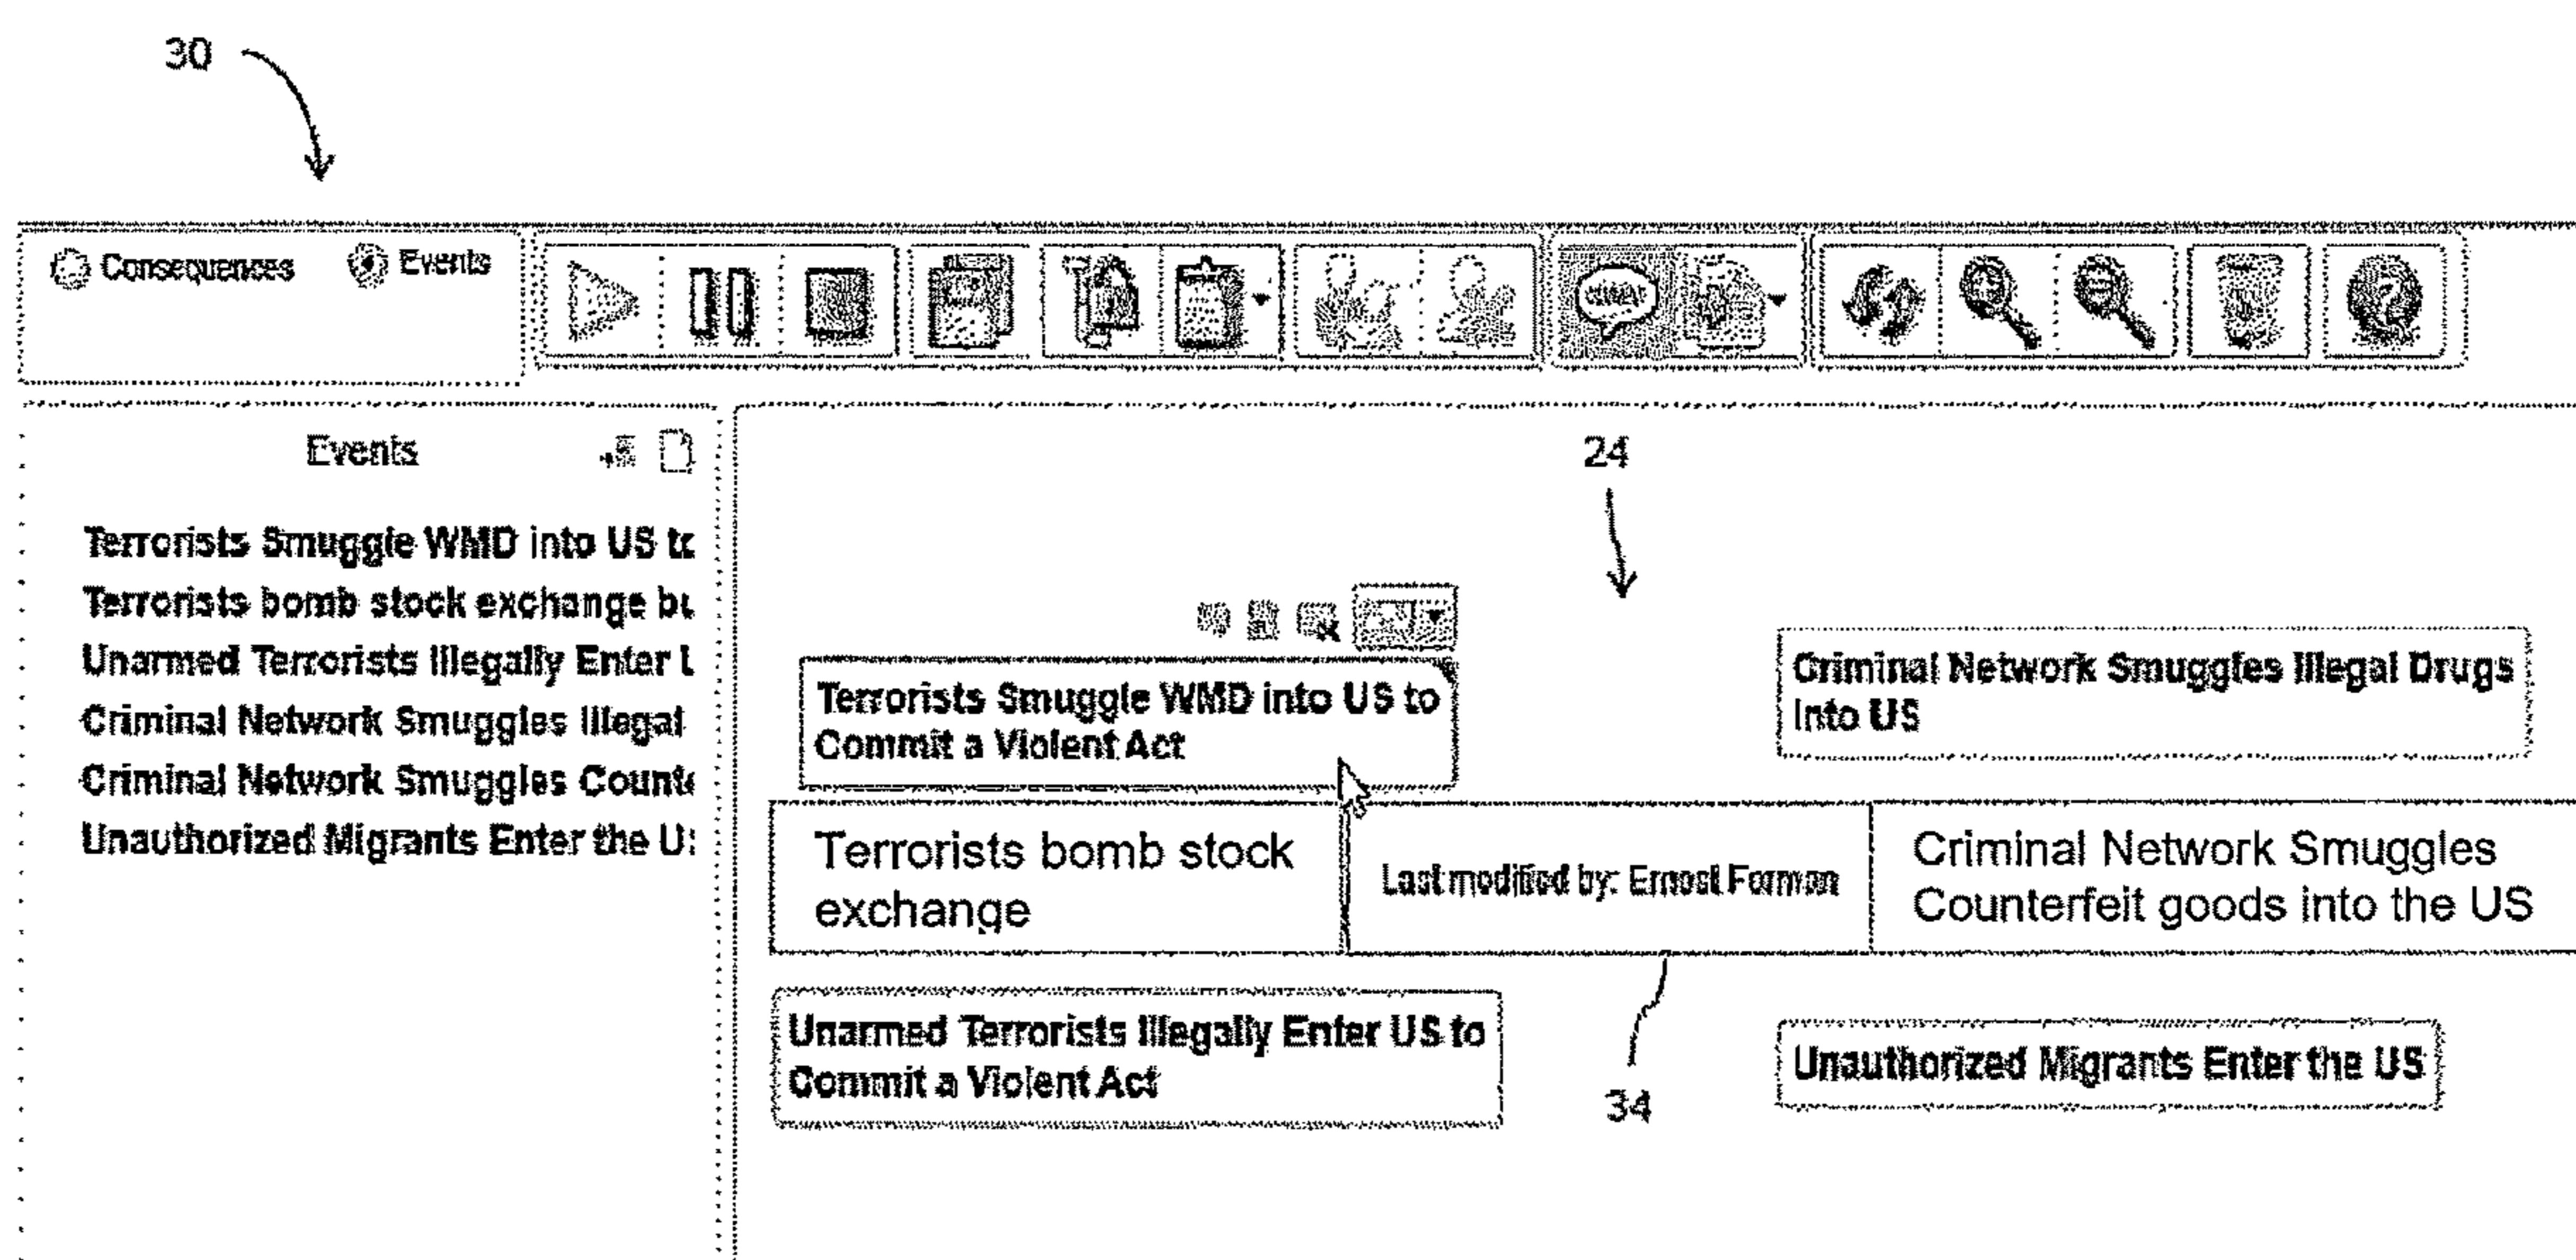 30
Consequences Events
Events
24
Terrorists Smuggle WMD into US to
Terrorists bomb stock exchange bu
Unarmed Terrorists Illegally Enter U
Criminal Network Smuggles Illegal
Criminal Network Smuggles Counte
Unauthorized Migrants Enter the US
Terrorists Smuggle WMD into US to
Commit a Violent Act
Criminal Network Smuggles Illegal Drugs
Into US
Terrorists bomb stock
exchange
Last modified by: Ernest Forman
Criminal Network Smuggles
Counterfeit goods into the US
Unarmed Terrorists Illegally Enter US to
Commit a Violent Act
Unauthorized Migrants Enter the US
34